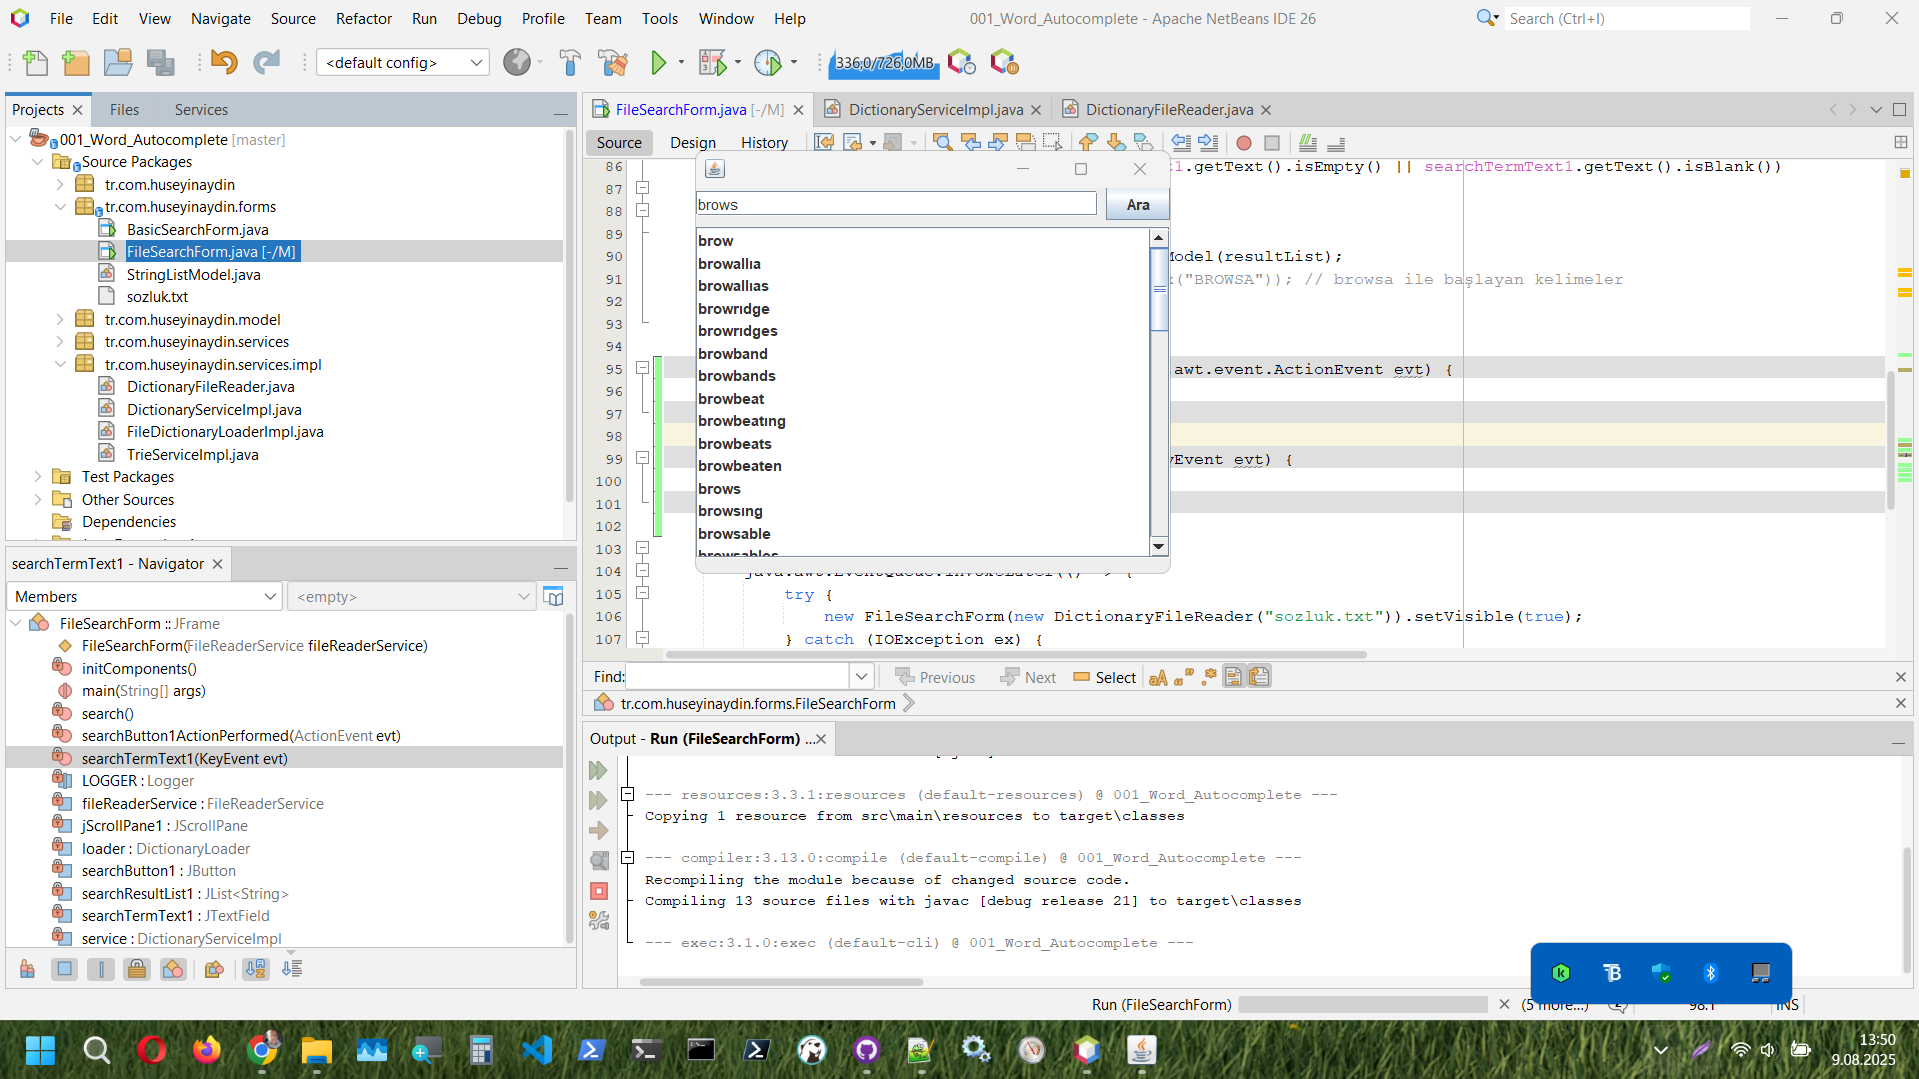 File Edit View Navigate Source Refactor Run Debug Profile Team Tools Window Help
001_Word_Autocomplete - Apache NetBeans IDE 26
Search (Ctrl+I)
<default config>
336,0/726,0MB
Projects
Files
Services
001_Word_Autocomplete [master]
Source Packages
tr.com.huseyinaydin
tr.com.huseyinaydin.forms
BasicSearchForm.java
FileSearchForm.java [-/M]
StringListModel.java
sozluk.txt
tr.com.huseyinaydin.model
tr.com.huseyinaydin.services
tr.com.huseyinaydin.services.impl
DictionaryFileReader.java
DictionaryServiceImpl.java
FileDictionaryLoaderImpl.java
TrieServiceImpl.java
Test Packages
Other Sources
Dependencies
searchTermText1 - Navigator
Members
<empty>
FileSearchForm :: JFrame
FileSearchForm(FileReaderService fileReaderService)
initComponents()
main(String[] args)
search()
searchButton1ActionPerformed(ActionEvent evt)
searchTermText1(KeyEvent evt)
LOGGER : Logger
fileReaderService : FileReaderService
jScrollPane1 : JScrollPane
loader : DictionaryLoader
searchButton1 : JButton
searchResultList1 : JList<String>
searchTermText1 : JTextField
service : DictionaryServiceImpl
FileSearchForm.java [-/M]
DictionaryServiceImpl.java
DictionaryFileReader.java
Source Design History
86 1.getText().isEmpty() || searchTermText1.getText().isBlank())
87
88
89
90 Model(resultList);
91 ("BROWSA")); // browsa ile başlayan kelimeler
92
93
94
95 awt.event.ActionEvent evt) {
96
97
98
99 Event evt) {
100
101
102
103
104 java.awt.EventQueue.invokeLater(() -> {
105 try {
106 new FileSearchForm(new DictionaryFileReader("sozluk.txt")).setVisible(true);
107 } catch (IOException ex) {
brows
Ara
brow
browallıa
browallıas
browrıdge
browrıdges
browband
browbands
browbeat
browbeatıng
browbeats
browbeaten
brows
browsıng
browsable
browsables
Find:
Previous
Next
Select
tr.com.huseyinaydin.forms.FileSearchForm
Output - Run (FileSearchForm) ...
--- resources:3.3.1:resources (default-resources) @ 001_Word_Autocomplete ---
Copying 1 resource from src\main\resources to target\classes
--- compiler:3.13.0:compile (default-compile) @ 001_Word_Autocomplete ---
Recompiling the module because of changed source code.
Compiling 13 source files with javac [debug release 21] to target\classes
--- exec:3.1.0:exec (default-cli) @ 001_Word_Autocomplete ---
Run (FileSearchForm)
(5 more...)
98:1
INS
13:50
9.08.2025